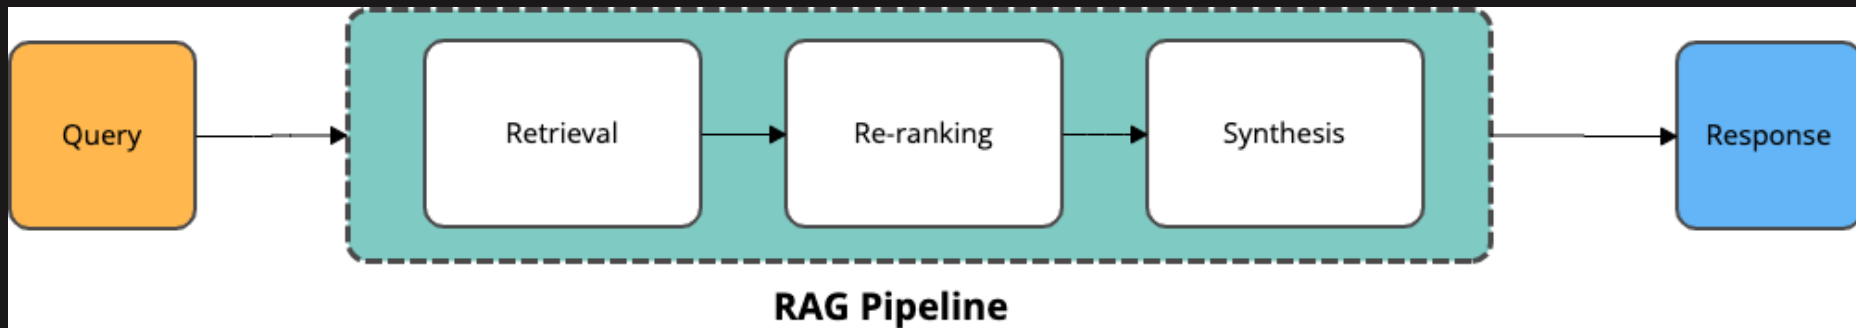 Query
Retrieval
Re-ranking
Synthesis
Response
RAG Pipeline